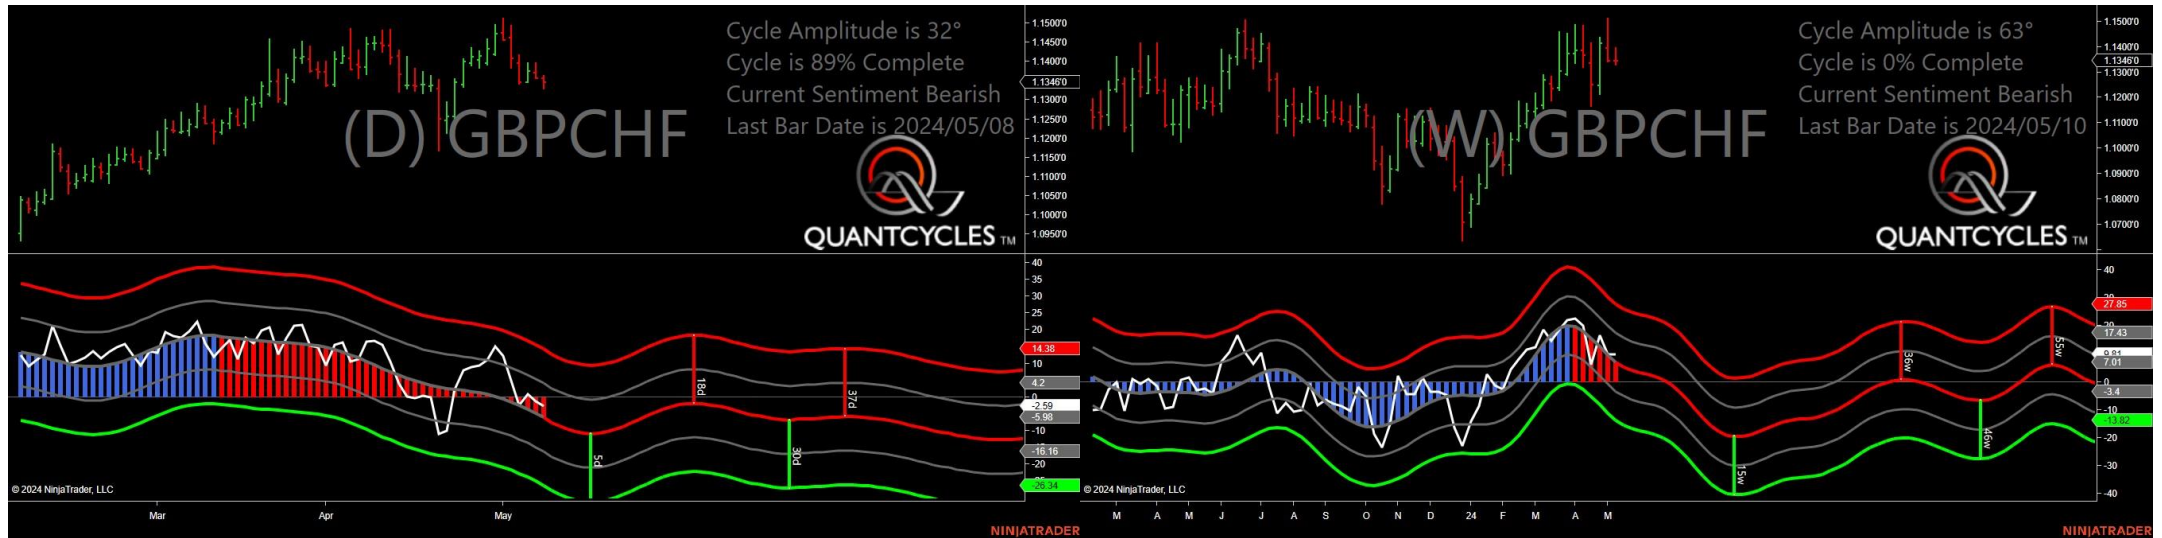 Cycle Amplitude is 32°
Cycle is 89% Complete
Current Sentiment Bearish
Last Bar Date is 2024/05/08
(D) GBPCHF
QUANTCYCLES TM
1.1500'0
1.1450'0
1.1400'0
1.1346'0
1.1300'0
1.1250'0
1.1200'0
1.1150'0
1.1100'0
1.1050'0
1.1000'0
1.0950'0
40
35
30
25
20
14.38
10
4.2
0
-2.59
-5.98
-10
-16.16
-20
-26.34
5d
18d
30d
37d
© 2024 NinjaTrader, LLC
Mar
Apr
May
NINJATRADER
Cycle Amplitude is 63°
Cycle is 0% Complete
Current Sentiment Bearish
Last Bar Date is 2024/05/10
(W) GBPCHF
QUANTCYCLES TM
1.1500'0
1.1400'0
1.1346'0
1.1300'0
1.1200'0
1.1100'0
1.1000'0
1.0900'0
1.0800'0
1.0700'0
40
27.85
17.43
7.01
0
-3.4
-10
-13.82
-20
-30
-40
15w
36w
46w
55w
© 2024 NinjaTrader, LLC
M A M J J A S O N D 24 F M A M
NINJATRADER